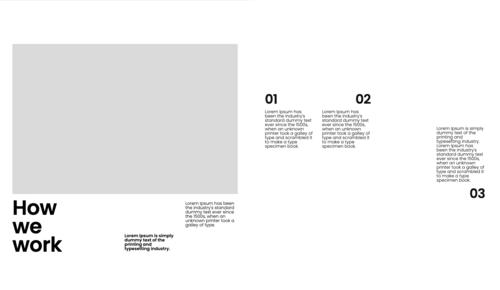 How
we
work
Lorem Ipsum is simply
dummy text of the
printing and
typesetting industry.
Lorem Ipsum has been
the industry's standard
dummy text ever since
the 1500s, when an
unknown printer took a
galley of type
01
Lorem Ipsum has
been the industry's
standard dummy text
ever since the 1500s,
when an unknown
printer took a galley of
type and scrambled it
to make a type
specimen book.
02
Lorem Ipsum has
been the industry's
standard dummy text
ever since the 1500s,
when an unknown
printer took a galley of
type and scrambled it
to make a type
specimen book.
Lorem Ipsum is simply
dummy text of the
printing and
typesetting industry.
Lorem Ipsum has
been the industry's
standard dummy text
ever since the 1500s,
when an unknown
printer took a galley of
type and scrambled it
to make a type
specimen book.
03